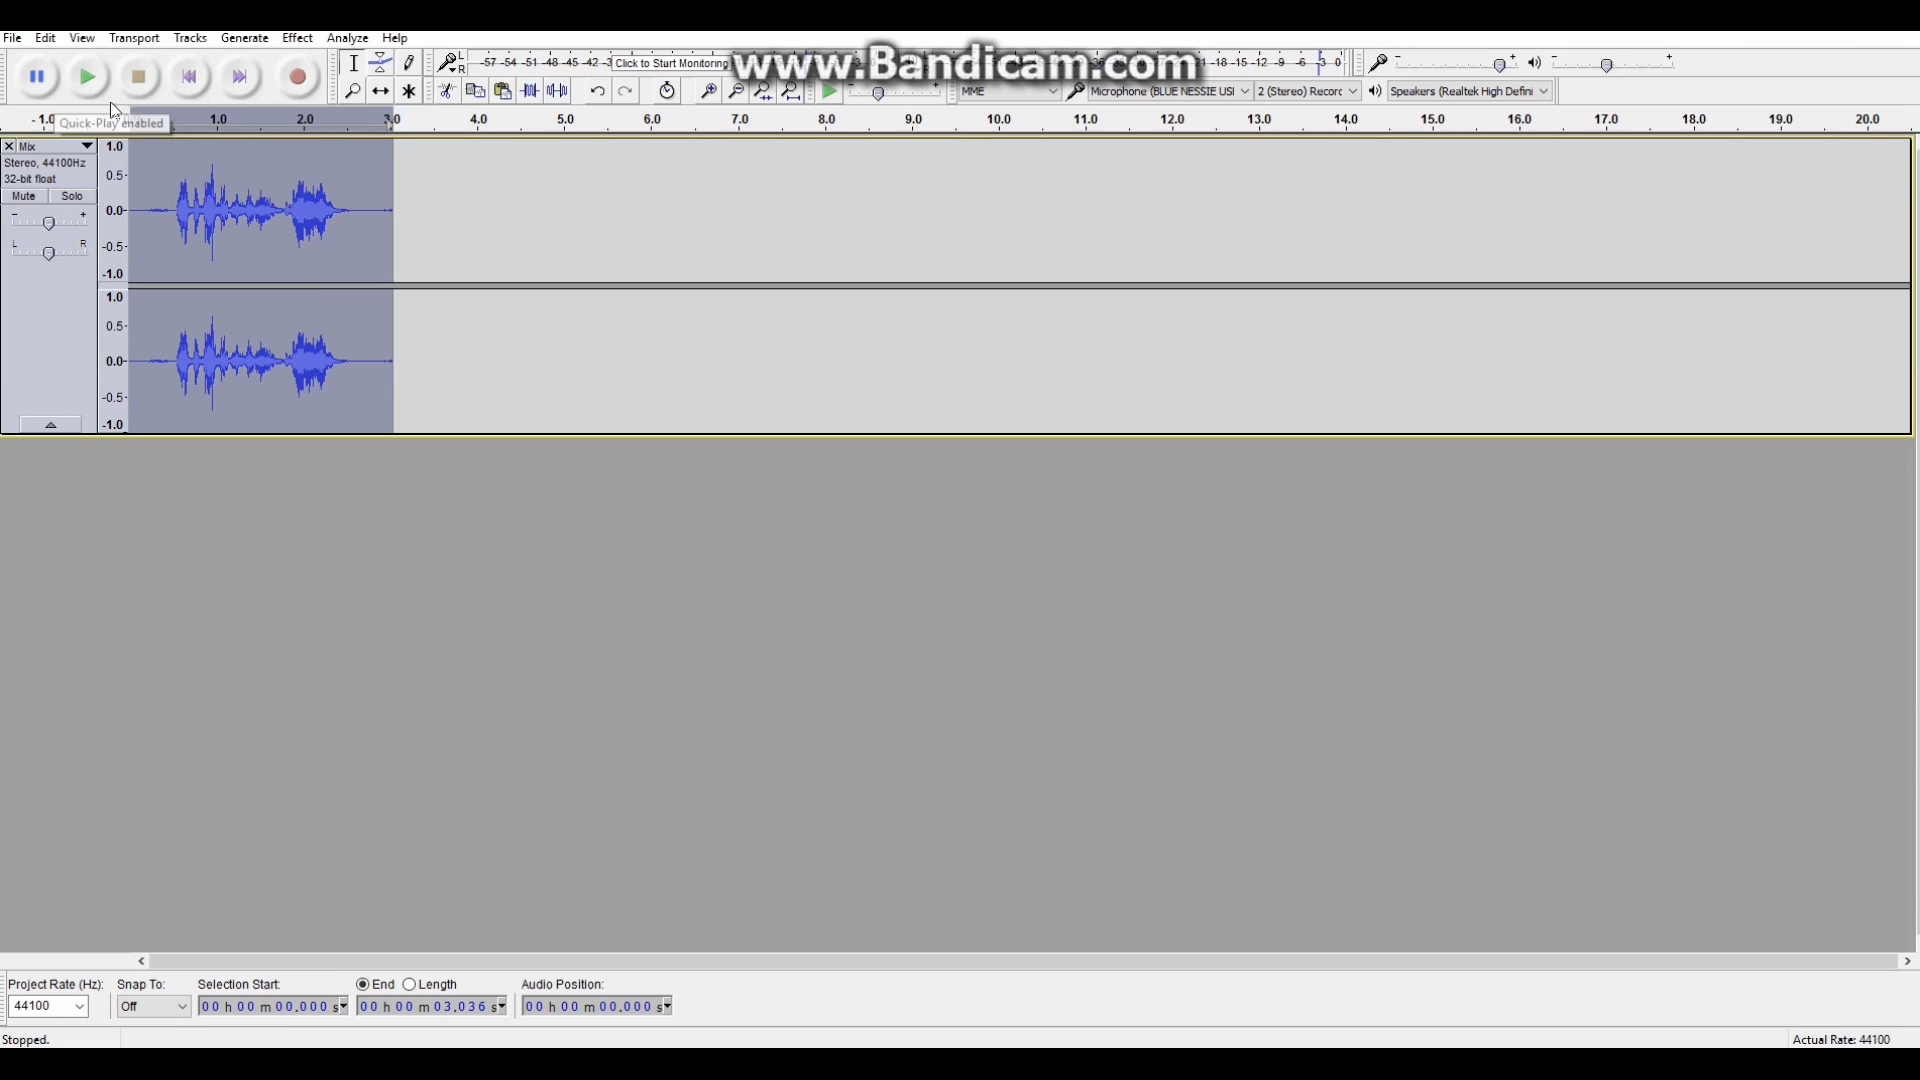 File Edit View Transport Tracks Generate Effect Analyze Help
www.Bandicam.com
L
R
-57 -54 -51 -48 -45 -42 -3 Click to Start Monitoring
-18 -15 -12 -9 -6 -3 0
MME Microphone (BLUE NESSIE USI 2 (Stereo) Recorc Speakers (Realtek High Defini
-1.0 1.0 2.0 3.0 4.0 5.0 6.0 7.0 8.0 9.0 10.0 11.0 12.0 13.0 14.0 15.0 16.0 17.0 18.0 19.0 20.0
Quick-Play enabled
Mix
Stereo, 44100Hz
32-bit float
Mute Solo
- +
L R
1.0
0.5-
0.0-
-0.5-
-1.0
1.0
0.5-
0.0-
-0.5-
-1.0
Project Rate (Hz): Snap To: Selection Start: End Length Audio Position:
44100 Off 00 h 00 m 00.000 s 00 h 00 m 03.036 s 00 h 00 m 00.000 s
Stopped. Actual Rate: 44100